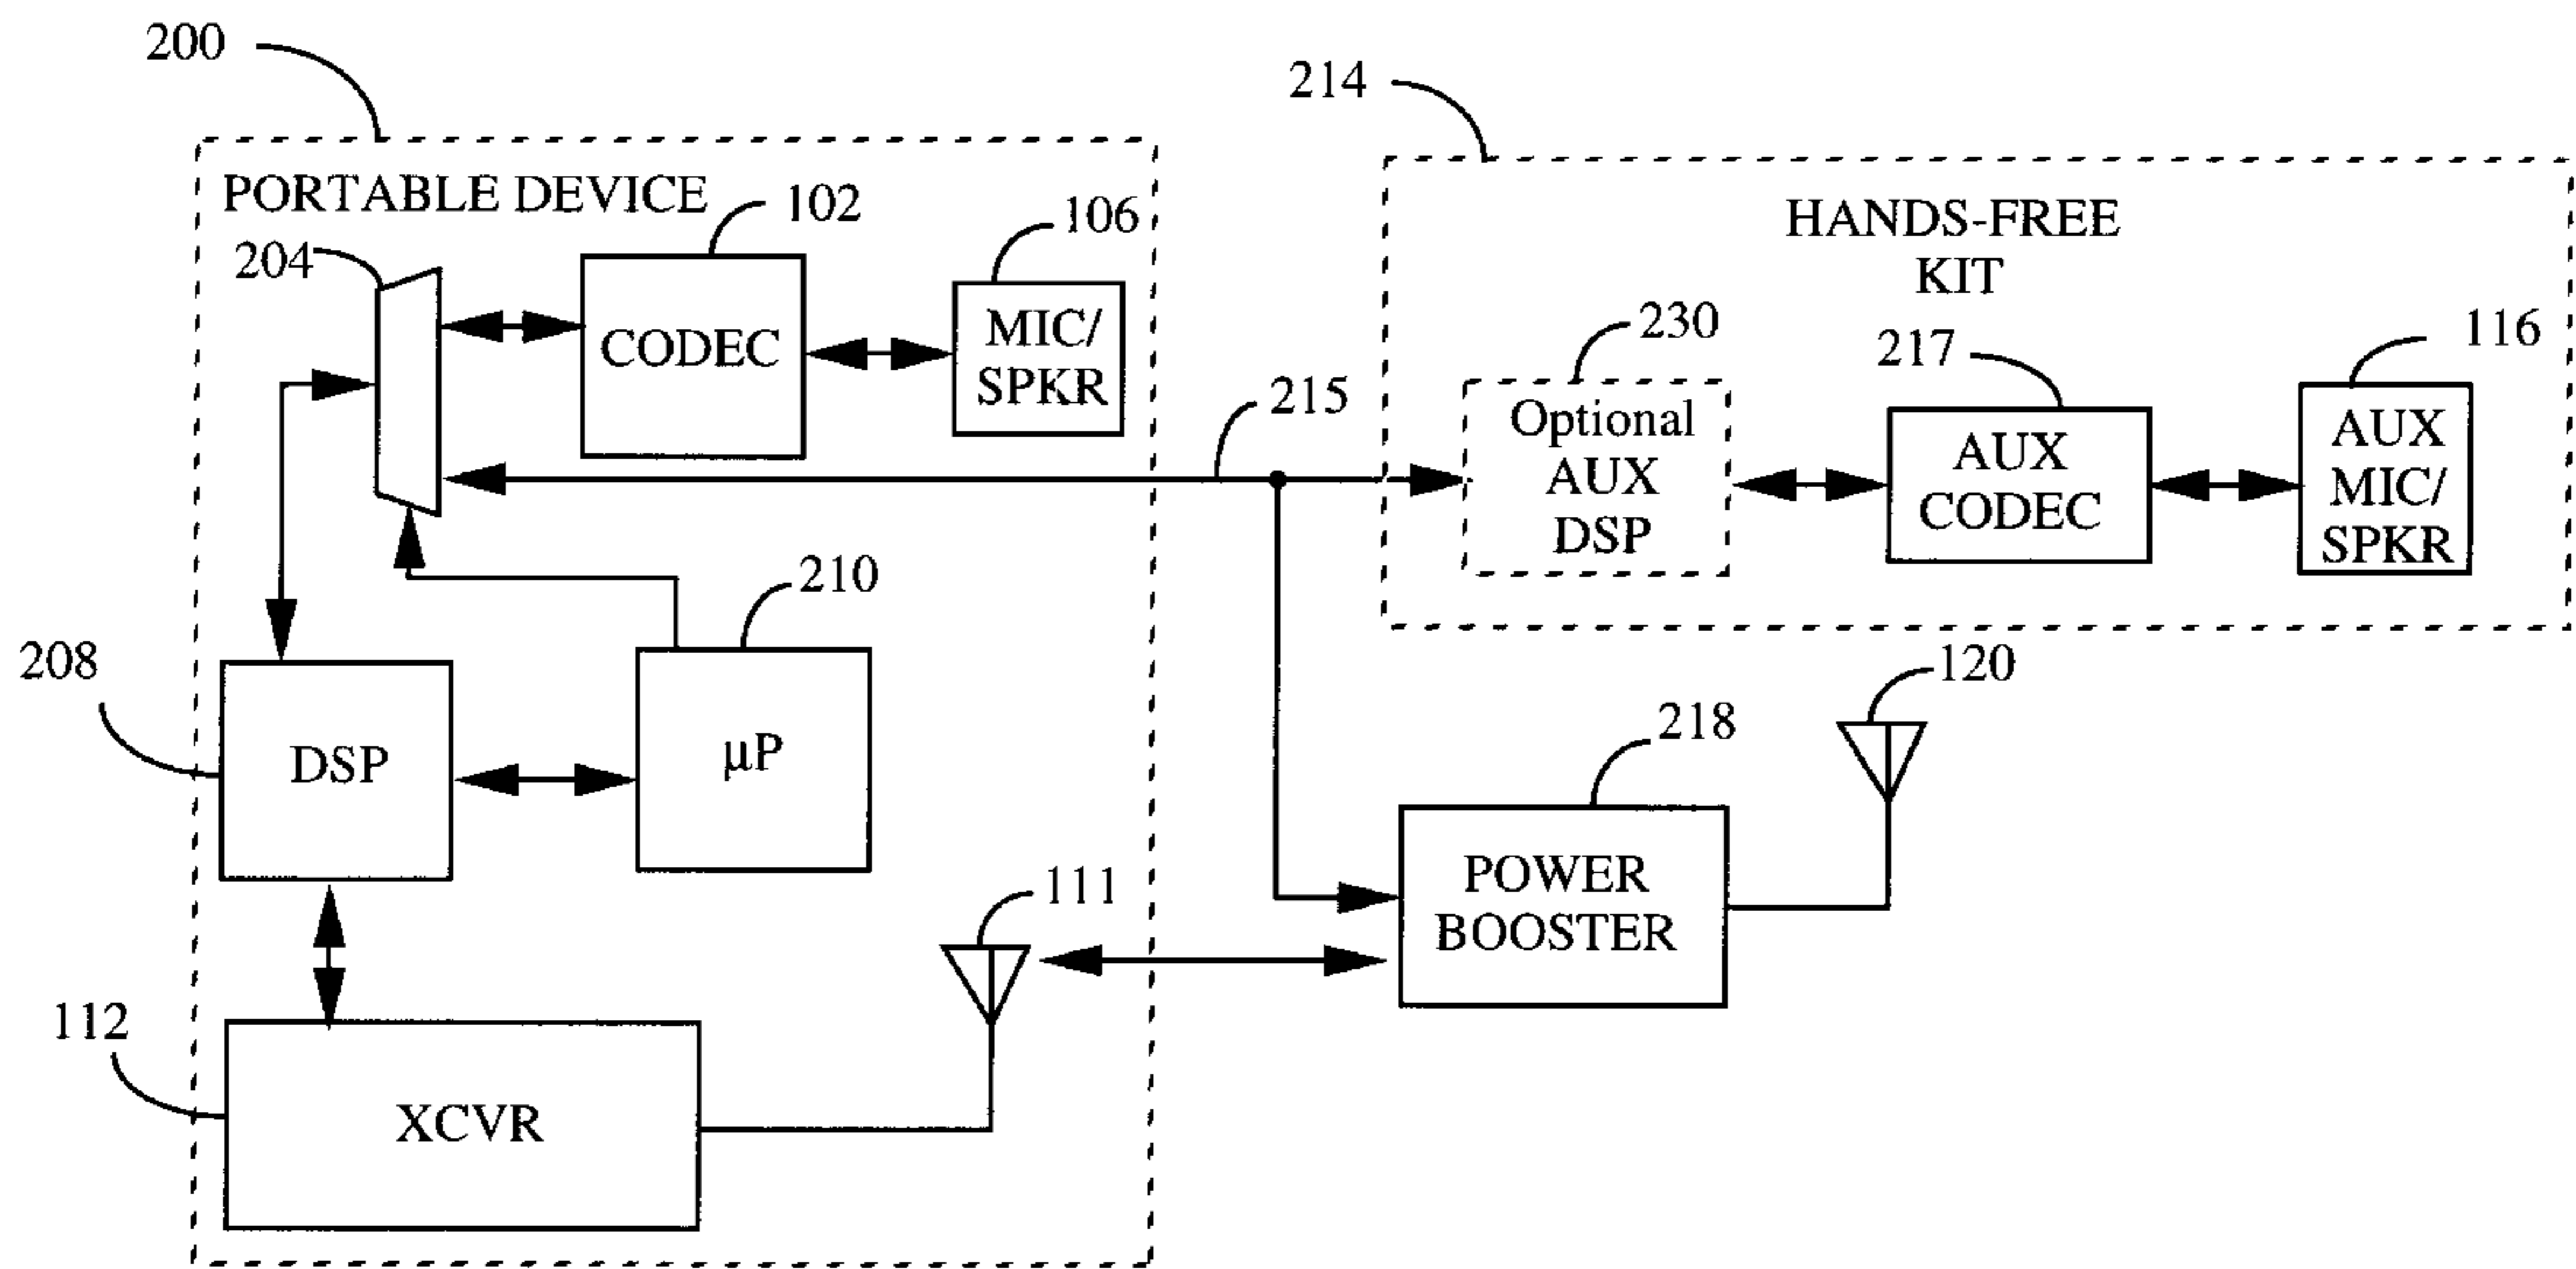 200
214
PORTABLE DEVICE
102
106
204
CODEC
MIC/
SPKR
HANDS-FREE
KIT
230
217
116
215
Optional
AUX
DSP
AUX
CODEC
AUX
MIC/
SPKR
210
208
DSP
µP
120
218
POWER
BOOSTER
111
112
XCVR